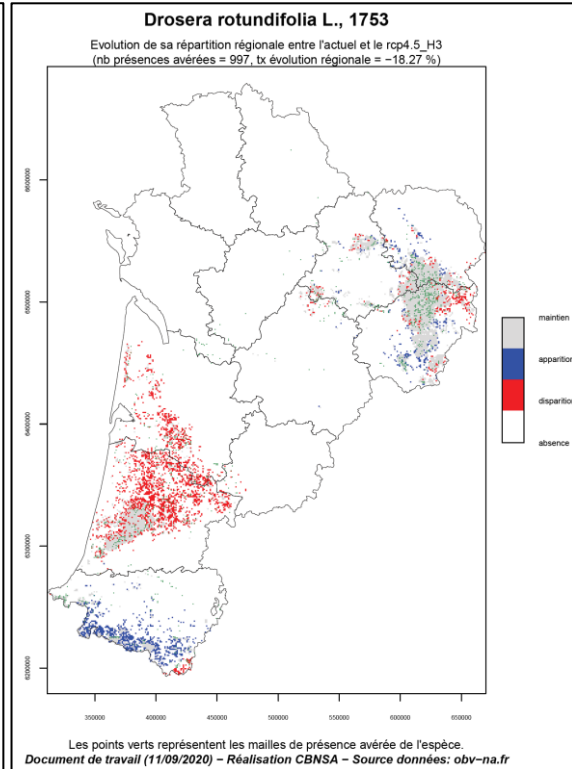 Drosera rotundifolia L., 1753
Evolution de sa répartition régionale entre l'actuel et le rcp4.5_H3
(nb présences avérées = 997, tx évolution régionale = −18.27 %)
6600000
6500000
6400000
6300000
6200000
maintien
apparition
disparition
absence
350000 400000 450000 500000 550000 600000 650000
Les points verts représentent les mailles de présence avérée de l'espèce.
Document de travail (11/09/2020) − Réalisation CBNSA − Source données: obv−na.fr